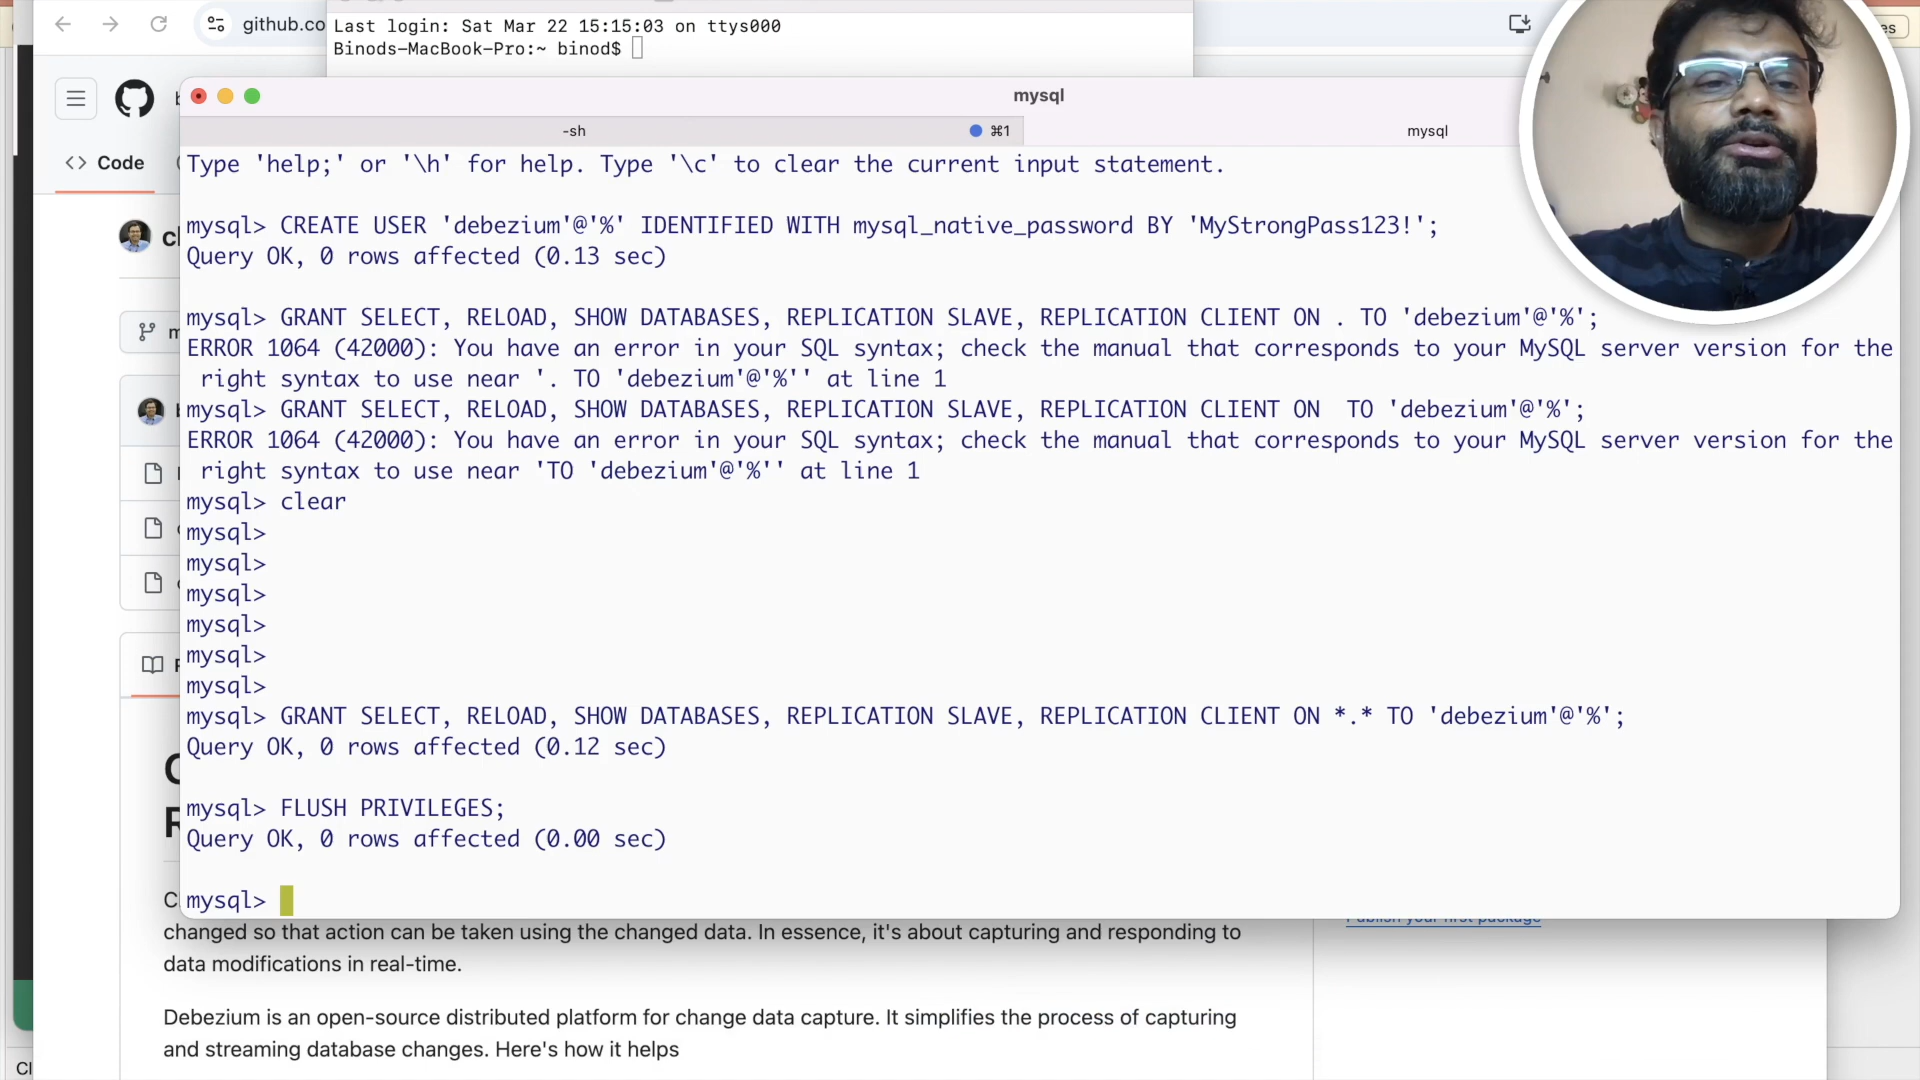 github.co
Last login: Sat Mar 22 15:15:03 on ttys000
Binods-MacBook-Pro:~ binod$
es
mysql
-sh
⌘1
mysql
Code
Type 'help;' or '\h' for help. Type '\c' to clear the current input statement.
mysql> CREATE USER 'debezium'@'%' IDENTIFIED WITH mysql_native_password BY 'MyStrongPass123!';
Query OK, 0 rows affected (0.13 sec)
mysql> GRANT SELECT, RELOAD, SHOW DATABASES, REPLICATION SLAVE, REPLICATION CLIENT ON . TO 'debezium'@'%';
ERROR 1064 (42000): You have an error in your SQL syntax; check the manual that corresponds to your MySQL server version for the
right syntax to use near '. TO 'debezium'@'%'' at line 1
mysql> GRANT SELECT, RELOAD, SHOW DATABASES, REPLICATION SLAVE, REPLICATION CLIENT ON  TO 'debezium'@'%';
ERROR 1064 (42000): You have an error in your SQL syntax; check the manual that corresponds to your MySQL server version for the
right syntax to use near 'TO 'debezium'@'%'' at line 1
mysql> clear
mysql>
mysql>
mysql>
mysql>
mysql>
mysql>
mysql> GRANT SELECT, RELOAD, SHOW DATABASES, REPLICATION SLAVE, REPLICATION CLIENT ON *.* TO 'debezium'@'%';
Query OK, 0 rows affected (0.12 sec)
mysql> FLUSH PRIVILEGES;
Query OK, 0 rows affected (0.00 sec)
mysql>
changed so that action can be taken using the changed data. In essence, it's about capturing and responding to
data modifications in real-time.
Debezium is an open-source distributed platform for change data capture. It simplifies the process of capturing
and streaming database changes. Here's how it helps
Publish your first package